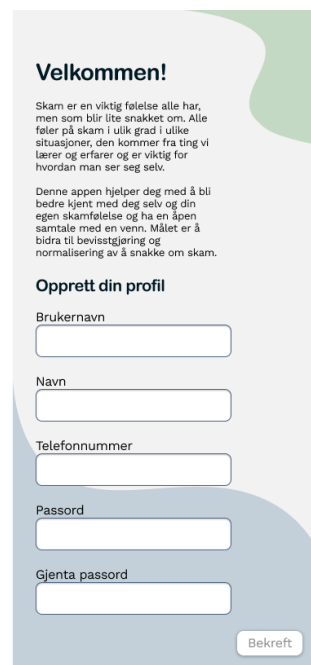 Velkommen!
Skam er en viktig følelse alle har,
men som blir lite snakket om. Alle
føler på skam i ulik grad i ulike
situasjoner, den kommer fra ting vi
lærer og erfarer og er viktig for
hvordan man ser seg selv.
Denne appen hjelper deg med å bli
bedre kjent med deg selv og din
egen skamfølelse og ha en åpen
samtale med en venn. Målet er å
bidra til bevisstgjøring og
normalisering av å snakke om skam.
Opprett din profil
Brukernavn
Navn
Telefonnummer
Passord
Gjenta passord
Bekreft